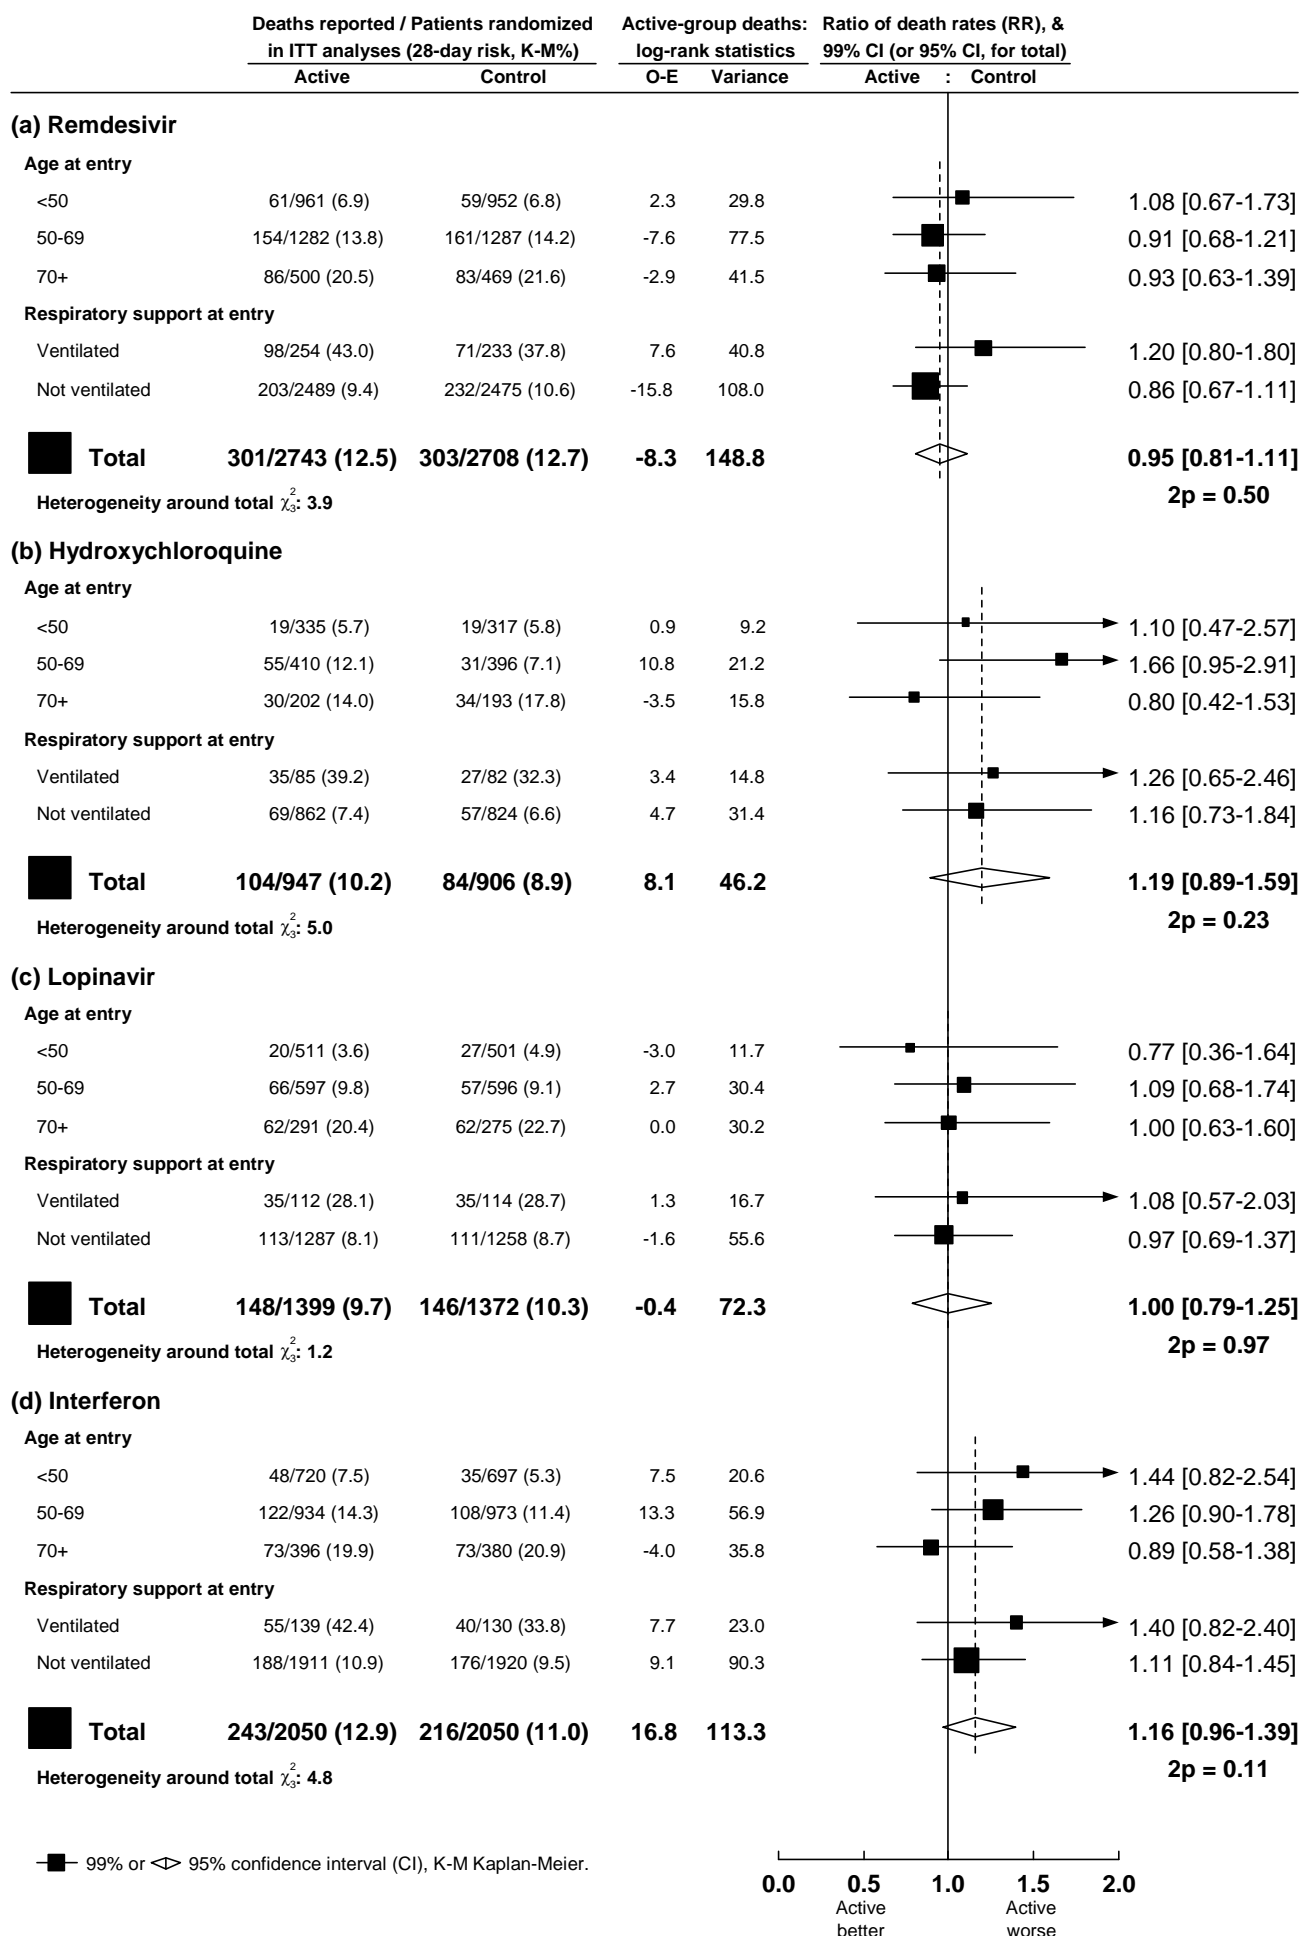 Deaths reported / Patients randomized Active-group deaths: Ratio of death rates (RR), &
in ITT analyses (28-day risk, K-M%) log-rank statistics 99% CI (or 95% CI, for total)
Active Control O-E Variance Active : Control
(a) Remdesivir
Age at entry
<50 61/961 (6.9) 59/952 (6.8) 2.3 29.8 1.08 [0.67-1.73]
50-69 154/1282 (13.8) 161/1287 (14.2) -7.6 77.5 0.91 [0.68-1.21]
70+ 86/500 (20.5) 83/469 (21.6) -2.9 41.5 0.93 [0.63-1.39]
Respiratory support at entry
Ventilated 98/254 (43.0) 71/233 (37.8) 7.6 40.8 1.20 [0.80-1.80]
Not ventilated 203/2489 (9.4) 232/2475 (10.6) -15.8 108.0 0.86 [0.67-1.11]
Total 301/2743 (12.5) 303/2708 (12.7) -8.3 148.8 0.95 [0.81-1.11]
Heterogeneity around total χ²₃: 3.9 2p = 0.50
(b) Hydroxychloroquine
Age at entry
<50 19/335 (5.7) 19/317 (5.8) 0.9 9.2 1.10 [0.47-2.57]
50-69 55/410 (12.1) 31/396 (7.1) 10.8 21.2 1.66 [0.95-2.91]
70+ 30/202 (14.0) 34/193 (17.8) -3.5 15.8 0.80 [0.42-1.53]
Respiratory support at entry
Ventilated 35/85 (39.2) 27/82 (32.3) 3.4 14.8 1.26 [0.65-2.46]
Not ventilated 69/862 (7.4) 57/824 (6.6) 4.7 31.4 1.16 [0.73-1.84]
Total 104/947 (10.2) 84/906 (8.9) 8.1 46.2 1.19 [0.89-1.59]
Heterogeneity around total χ²₃: 5.0 2p = 0.23
(c) Lopinavir
Age at entry
<50 20/511 (3.6) 27/501 (4.9) -3.0 11.7 0.77 [0.36-1.64]
50-69 66/597 (9.8) 57/596 (9.1) 2.7 30.4 1.09 [0.68-1.74]
70+ 62/291 (20.4) 62/275 (22.7) 0.0 30.2 1.00 [0.63-1.60]
Respiratory support at entry
Ventilated 35/112 (28.1) 35/114 (28.7) 1.3 16.7 1.08 [0.57-2.03]
Not ventilated 113/1287 (8.1) 111/1258 (8.7) -1.6 55.6 0.97 [0.69-1.37]
Total 148/1399 (9.7) 146/1372 (10.3) -0.4 72.3 1.00 [0.79-1.25]
Heterogeneity around total χ²₃: 1.2 2p = 0.97
(d) Interferon
Age at entry
<50 48/720 (7.5) 35/697 (5.3) 7.5 20.6 1.44 [0.82-2.54]
50-69 122/934 (14.3) 108/973 (11.4) 13.3 56.9 1.26 [0.90-1.78]
70+ 73/396 (19.9) 73/380 (20.9) -4.0 35.8 0.89 [0.58-1.38]
Respiratory support at entry
Ventilated 55/139 (42.4) 40/130 (33.8) 7.7 23.0 1.40 [0.82-2.40]
Not ventilated 188/1911 (10.9) 176/1920 (9.5) 9.1 90.3 1.11 [0.84-1.45]
Total 243/2050 (12.9) 216/2050 (11.0) 16.8 113.3 1.16 [0.96-1.39]
Heterogeneity around total χ²₃: 4.8 2p = 0.11
99% or 95% confidence interval (CI), K-M Kaplan-Meier.
0.0 0.5 1.0 1.5 2.0
Active Active
better worse